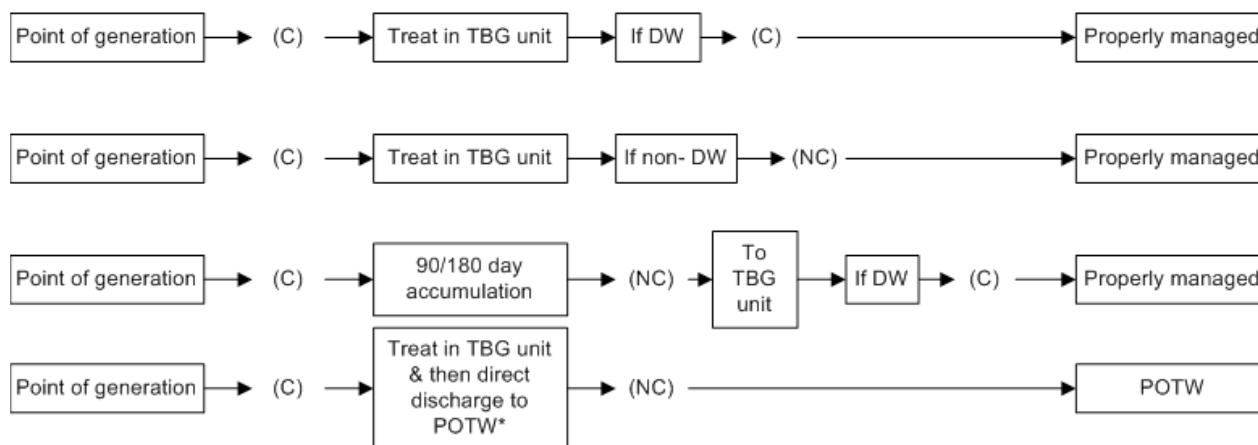 Point of generation (C) Treat in TBG unit If DW (C) Properly managed
Point of generation (C) Treat in TBG unit If non- DW (NC) Properly managed
Point of generation (C) 90/180 day
accumulation (NC) To
TBG
unit If DW (C) Properly managed
Point of generation (C) Treat in TBG unit
& then direct
discharge to
POTW* (NC) POTW